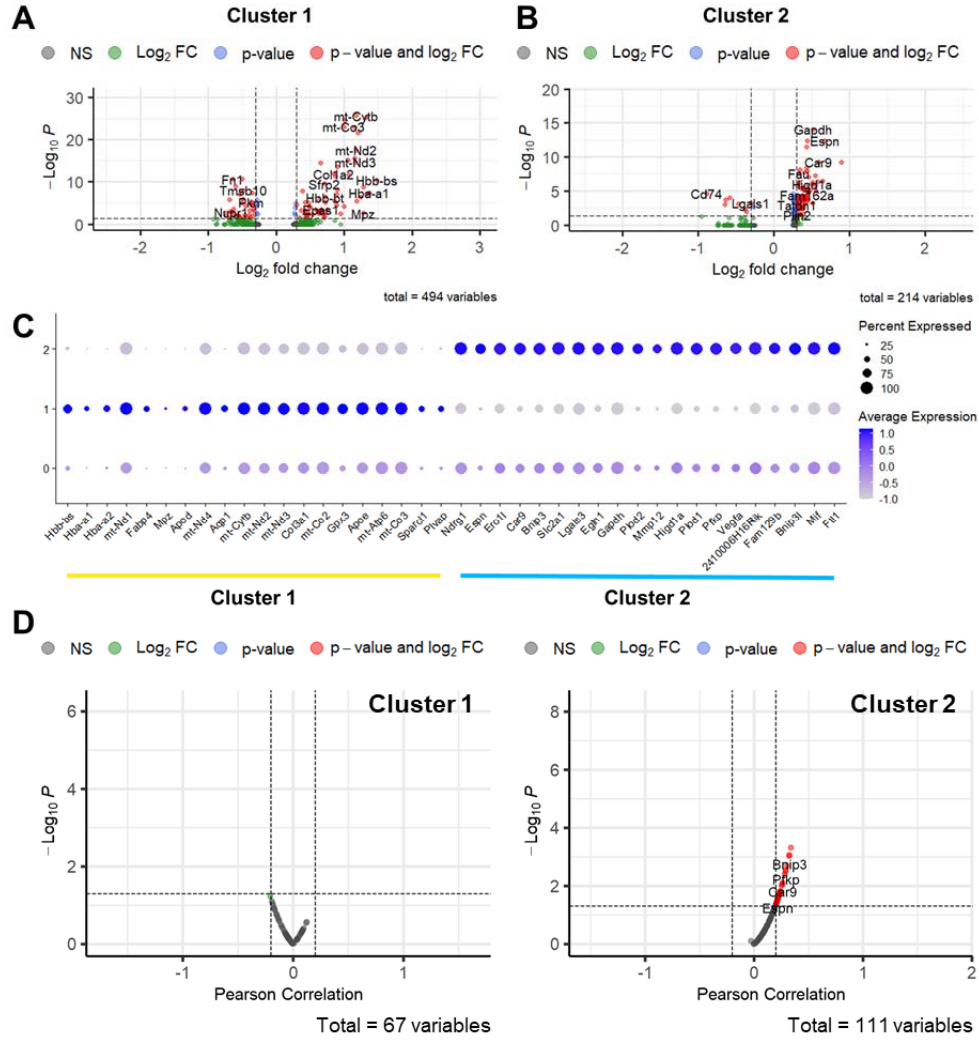 A
Cluster 1
NS Log2 FC p-value p – value and log2 FC
30
20
10
0
– Log10 P
mt-Cytb
mt-Co3
mt-Nd2
mt-Nd3
Col1a2
Sfrp2
Hbb-bs
Hba-a1
Hbb-bt
Epas1
Mpz
Fn1
Tmsb10
Pkm
Nupr1
-2 -1 0 1 2 3
Log2 fold change
total = 494 variables
B
Cluster 2
NS Log2 FC p-value p – value and log2 FC
20
15
10
5
0
– Log10 P
Gapdh
Espn
Car9
Higd1a
Fam162a
Cd74
Lgals1
-2 -1 0 1 2
Log2 fold change
total = 214 variables
C
2
1
0
Hbb-bs Hba-a1 Hba-a2 mt-Nd1 Fabp4 Mpz Apod mt-Nd4 Aqp1 mt-Cytb mt-Nd2 mt-Nd3 Col3a1 mt-Co2 Gpx3 Apoe mt-Atp6 mt-Co3 Sparcl1 Plvap Ndrg1 Espn Ero1l Car9 Bnip3 Slc2a1 Lgals3 Egln1 Gapdh Plod2 Mmp12 Higd1a Plod1 Pfkp Vegfa 2410006H16Rik Fam129b Bnip3l Mif Flt1
Percent Expressed
25
50
75
100
Average Expression
1.0
0.5
0.0
-0.5
-1.0
Cluster 1
Cluster 2
D
NS Log2 FC p-value p – value and log2 FC
Cluster 1
6
4
2
0
– Log10 P
-1 0 1
Pearson Correlation
Total = 67 variables
NS Log2 FC p-value p – value and log2 FC
Cluster 2
8
6
4
2
0
– Log10 P
Bnip3
Pfkp
Car9
Espn
-1 0 1 2
Pearson Correlation
Total = 111 variables